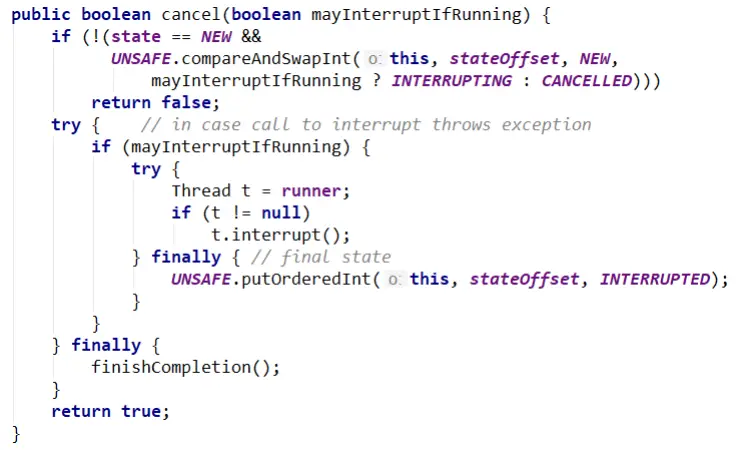 public boolean cancel(boolean mayInterruptIfRunning) {
    if (!(state == NEW &&
          UNSAFE.compareAndSwapInt( o: this, stateOffset, NEW,
              mayInterruptIfRunning ? INTERRUPTING : CANCELLED)))
        return false;
    try {    // in case call to interrupt throws exception
        if (mayInterruptIfRunning) {
            try {
                Thread t = runner;
                if (t != null)
                    t.interrupt();
            } finally { // final state
                UNSAFE.putOrderedInt( o: this, stateOffset, INTERRUPTED);
            }
        }
    } finally {
        finishCompletion();
    }
    return true;
}